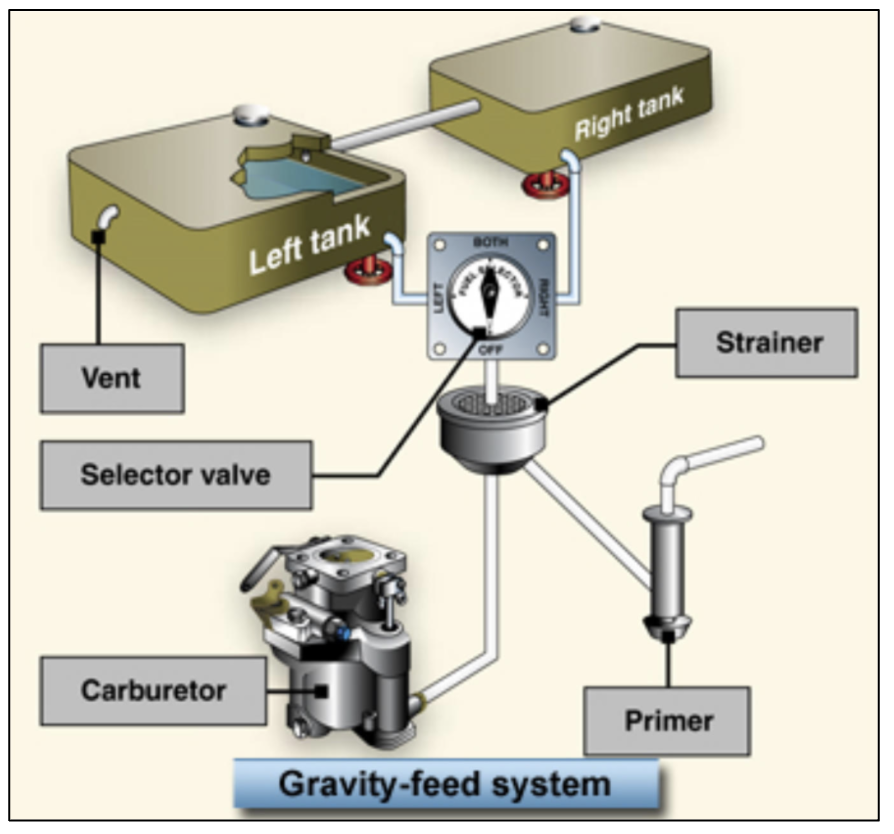 Right tank
Left tank
BOTH
FUEL SELECTOR
LEFT
RIGHT
OFF
Strainer
Vent
Selector valve
Carburetor
Primer
Gravity-feed system